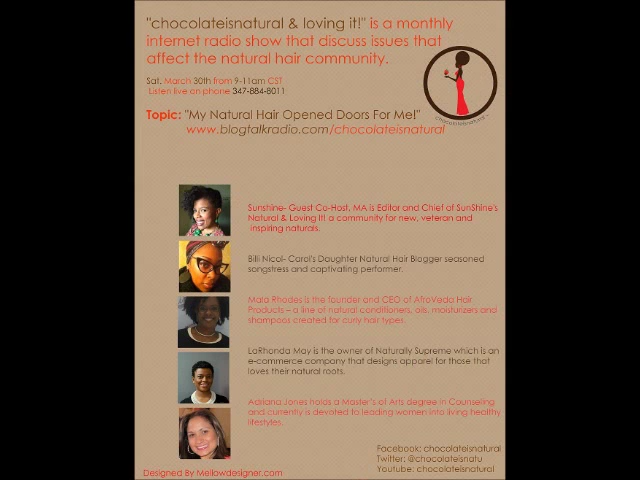 "chocolateisnatural & loving it!" is a monthly
internet radio show that discuss issues that
affect the natural hair community.
Sat. March 30th from 9-11am CST
Listen live on phone 347-884-8011
chocolateisnatural
Topic: "My Natural Hair Opened Doors For Me!"
www.blogtalkradio.com/chocolateisnatural
Sunshine- Guest Co-Host, MA is Editor and Chief of SunShine's
Natural & Loving It! a community for new, veteran and
inspiring naturals.
Billi Nicol- Carol's Daughter Natural Hair Blogger seasoned
songstress and captivating performer.
Mala Rhodes is the founder and CEO of AfroVeda Hair
Products – a line of natural conditioners, oils, moisturizers and
shampoos created for curly hair types.
LaRhonda May is the owner of Naturally Supreme which is an
e-commerce company that designs apparel for those that
loves their natural roots.
Adriana Jones holds a Master's of Arts degree in Counseling
and currently is devoted to leading women into living healthy
lifestyles.
Facebook: chocolateisnatural
Twitter: @chocolateisnatu
Youtube: chocolateisnatural
Designed By Mellowdesigner.com